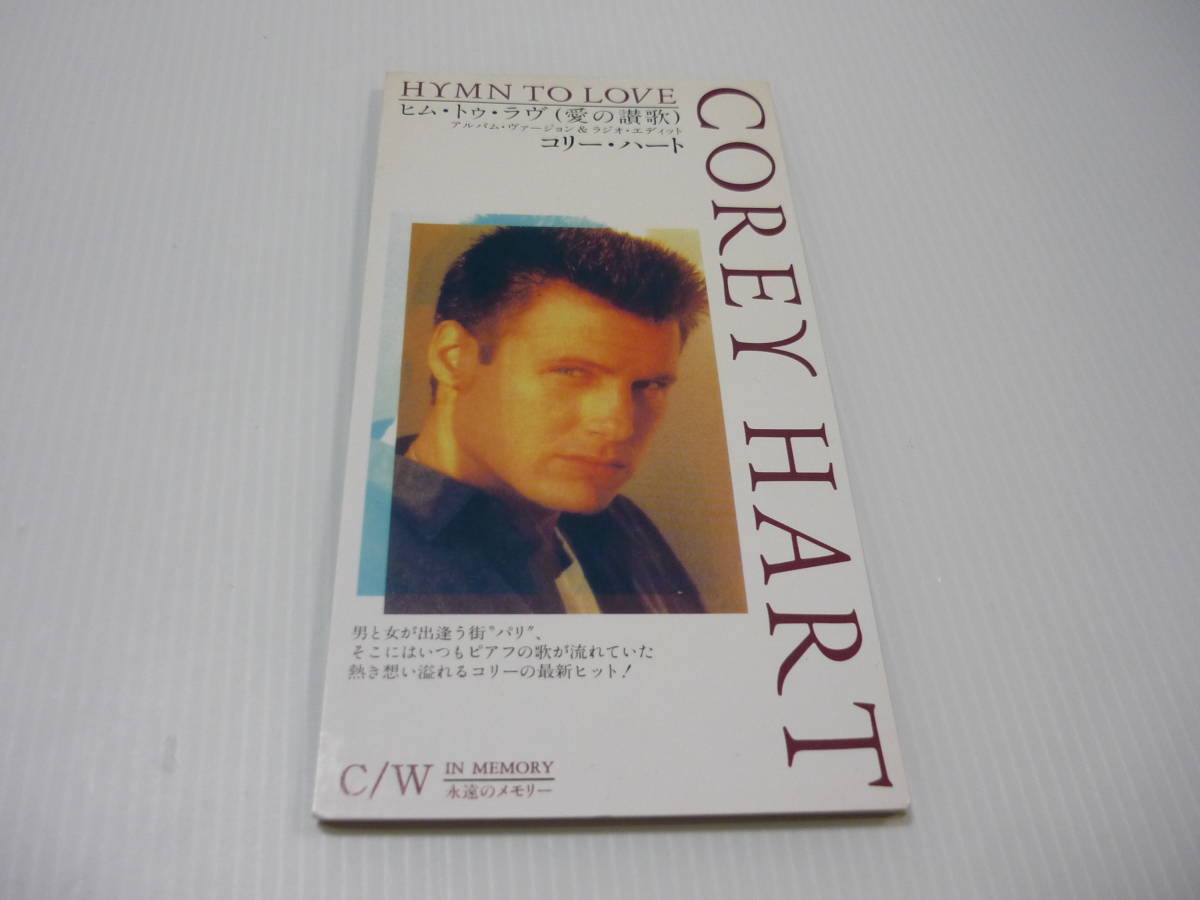 HYMN TO LOVE
ヒム・トゥ・ラヴ(愛の讃歌)
アルバム・ヴァージョン&ラジオ・エディット
コリー・ハート
COREY HART
男と女が出逢う街〝パリ〟、
そこにはいつもピアフの歌が流れていた
熱き想い溢れるコリーの最新ヒット!
C/W IN MEMORY
永遠のメモリー